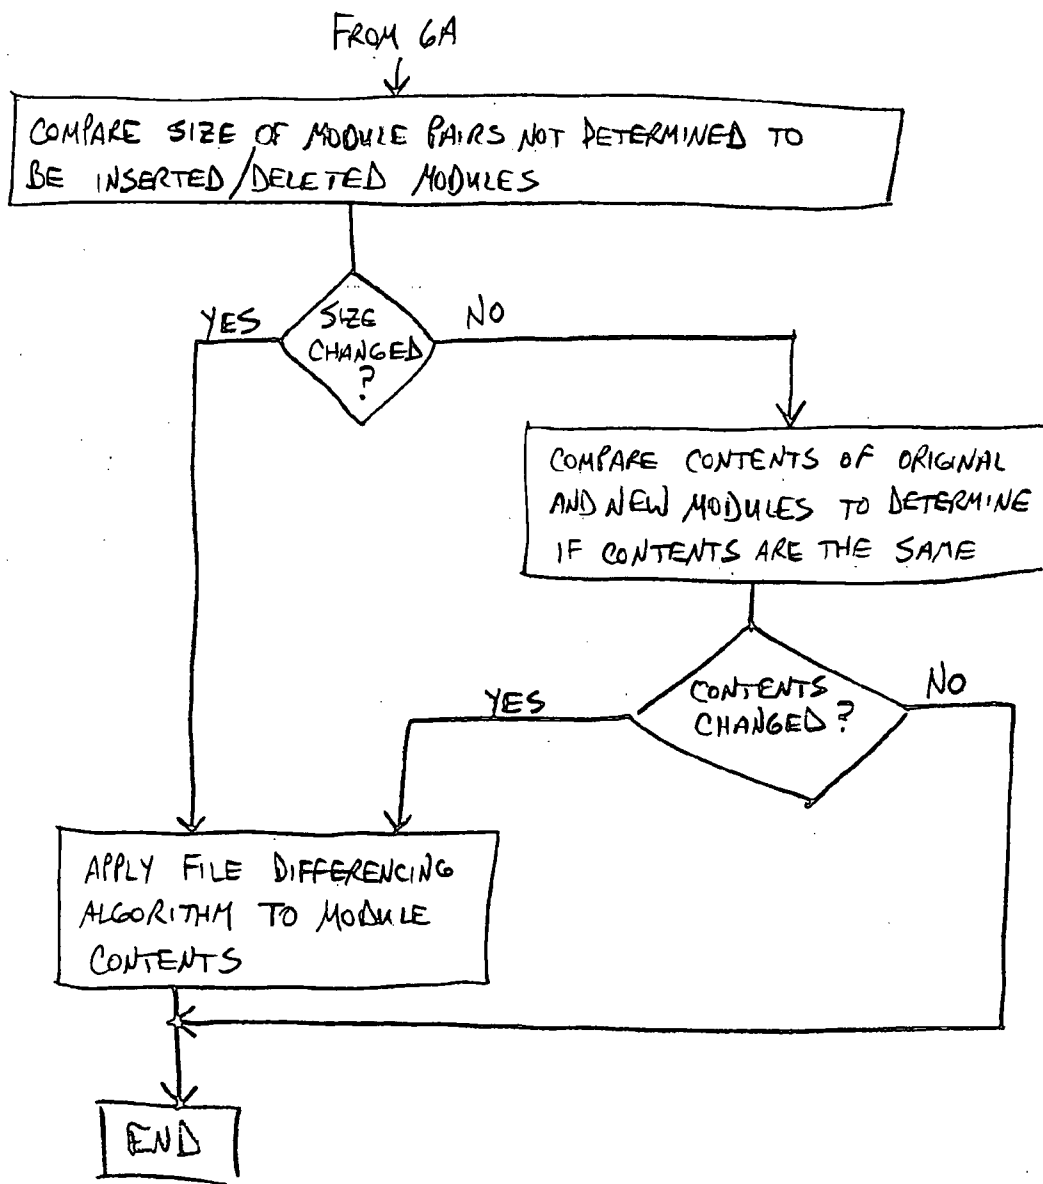 FROM 6A
COMPARE SIZE OF MODULE PAIRS NOT DETERMINED TO
BE INSERTED/DELETED MODULES
YES
SIZE
CHANGED
?
NO
COMPARE CONTENTS OF ORIGINAL
AND NEW MODULES TO DETERMINE
IF CONTENTS ARE THE SAME
YES
CONTENTS
CHANGED?
NO
APPLY FILE DIFFERENCING
ALGORITHM TO MODULE
CONTENTS
END